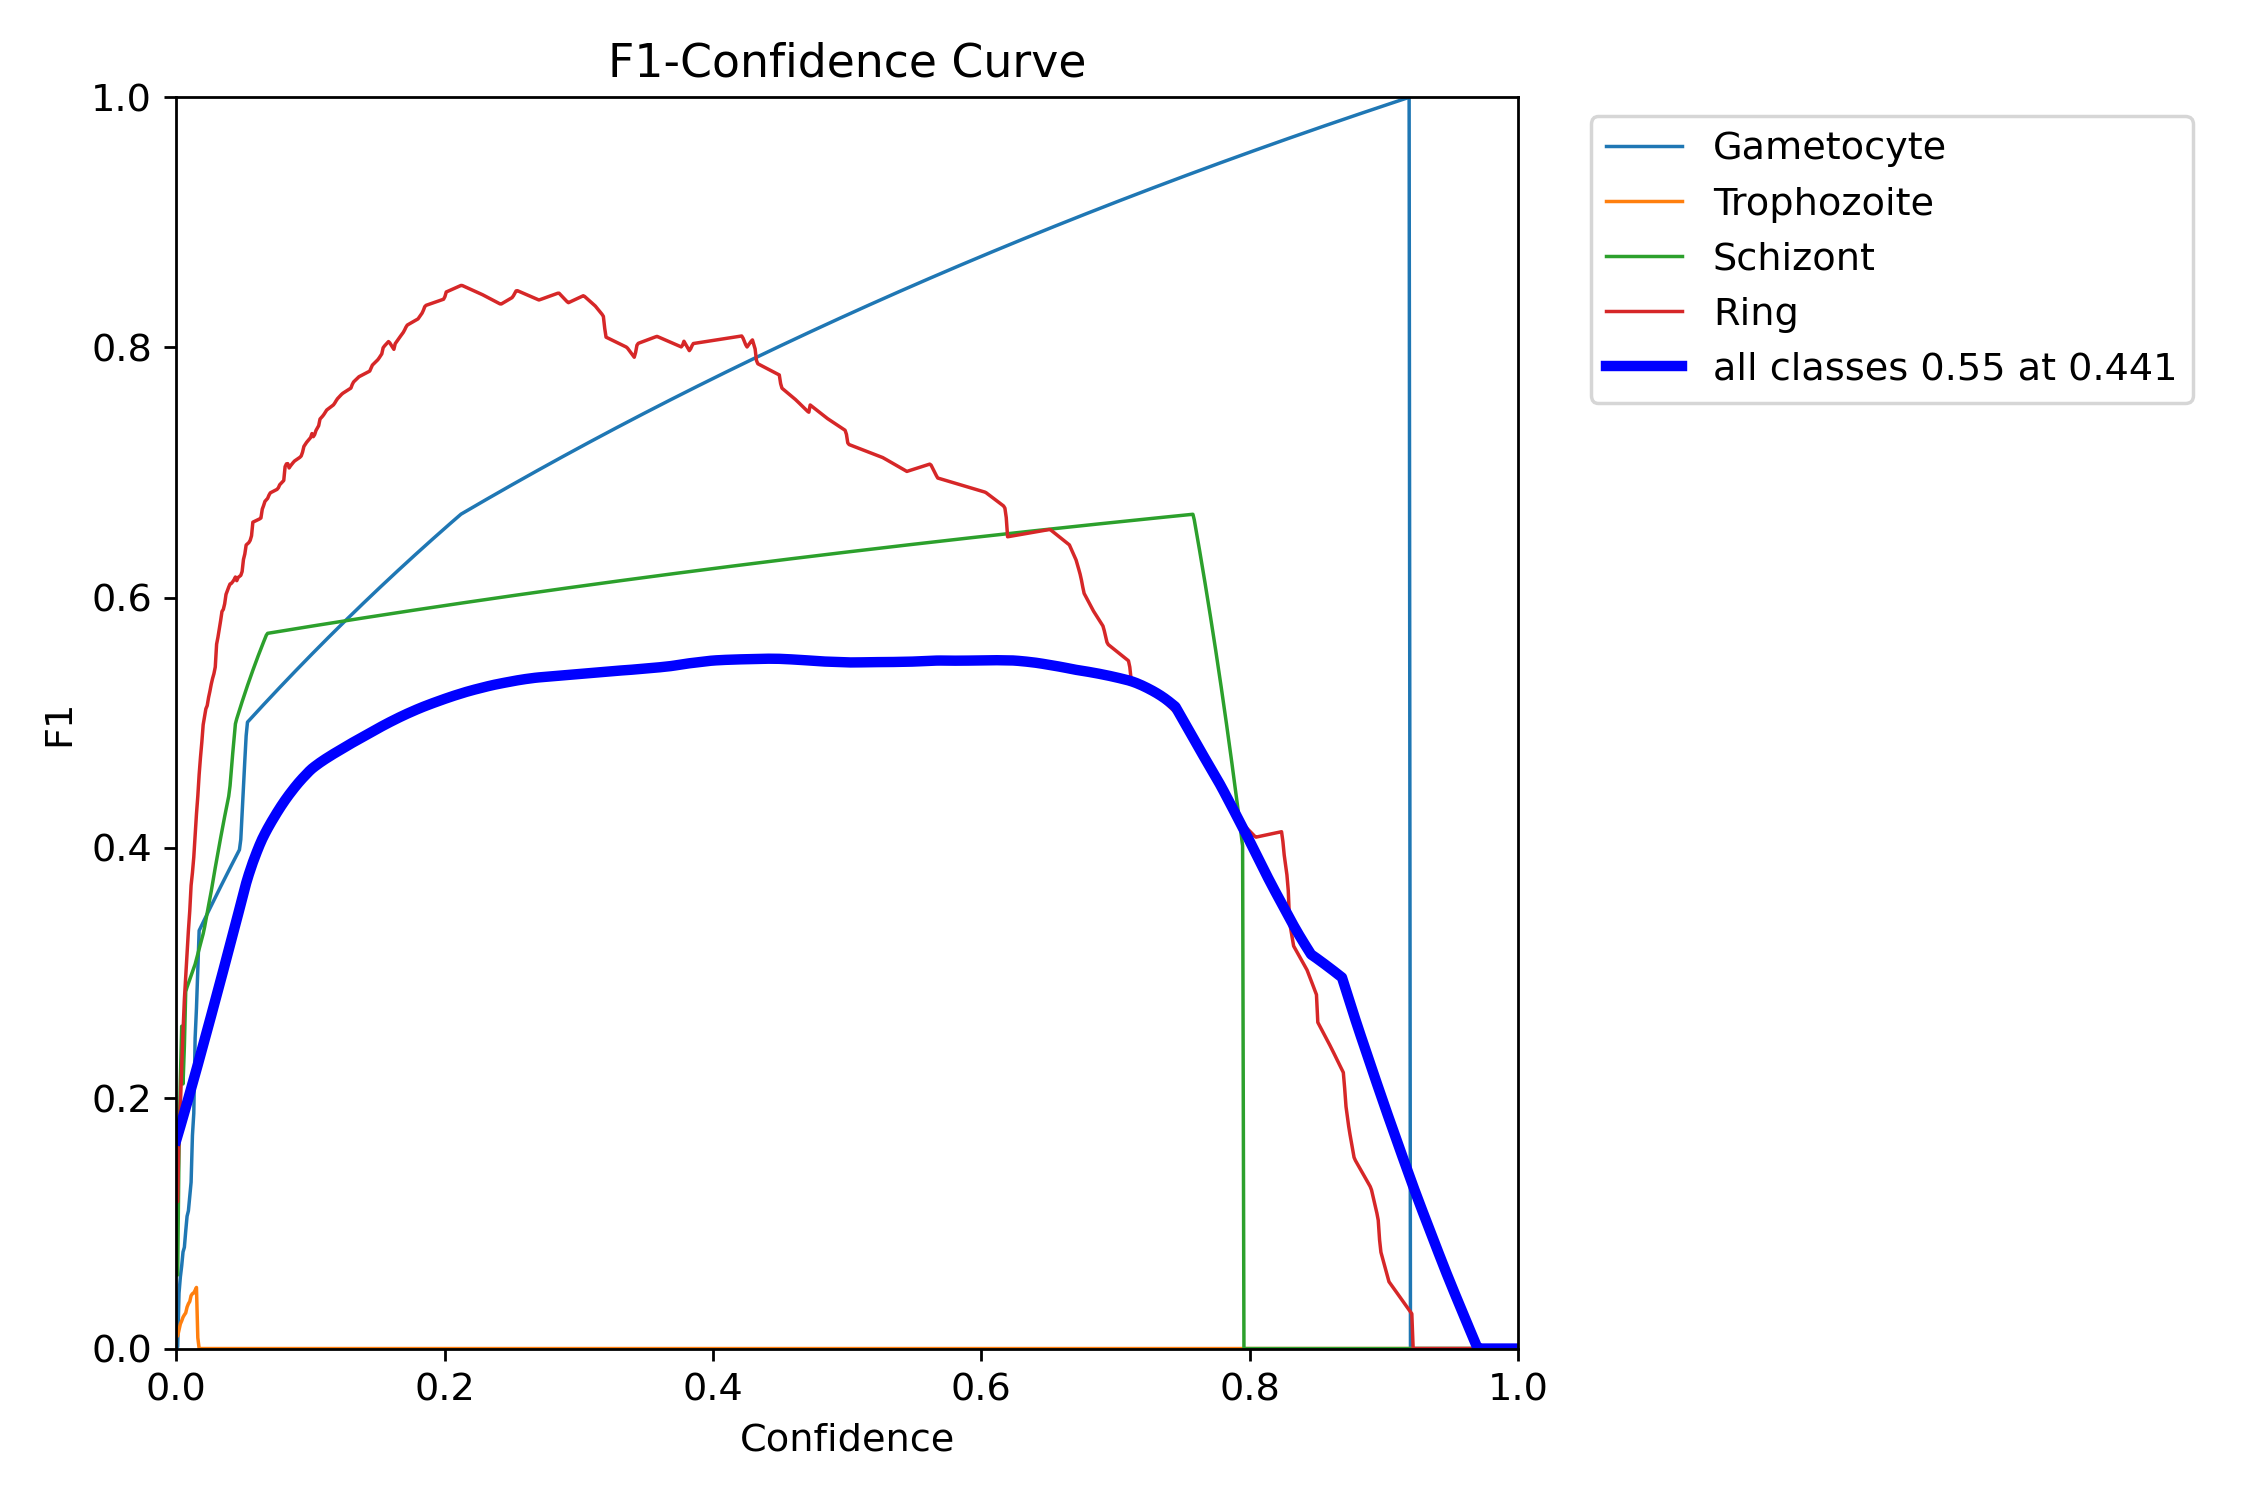 F1-Confidence Curve
1.0
0.8
0.6
0.4
0.2
0.0
F1
0.0 0.2 0.4 0.6 0.8 1.0
Confidence
Gametocyte
Trophozoite
Schizont
Ring
all classes 0.55 at 0.441